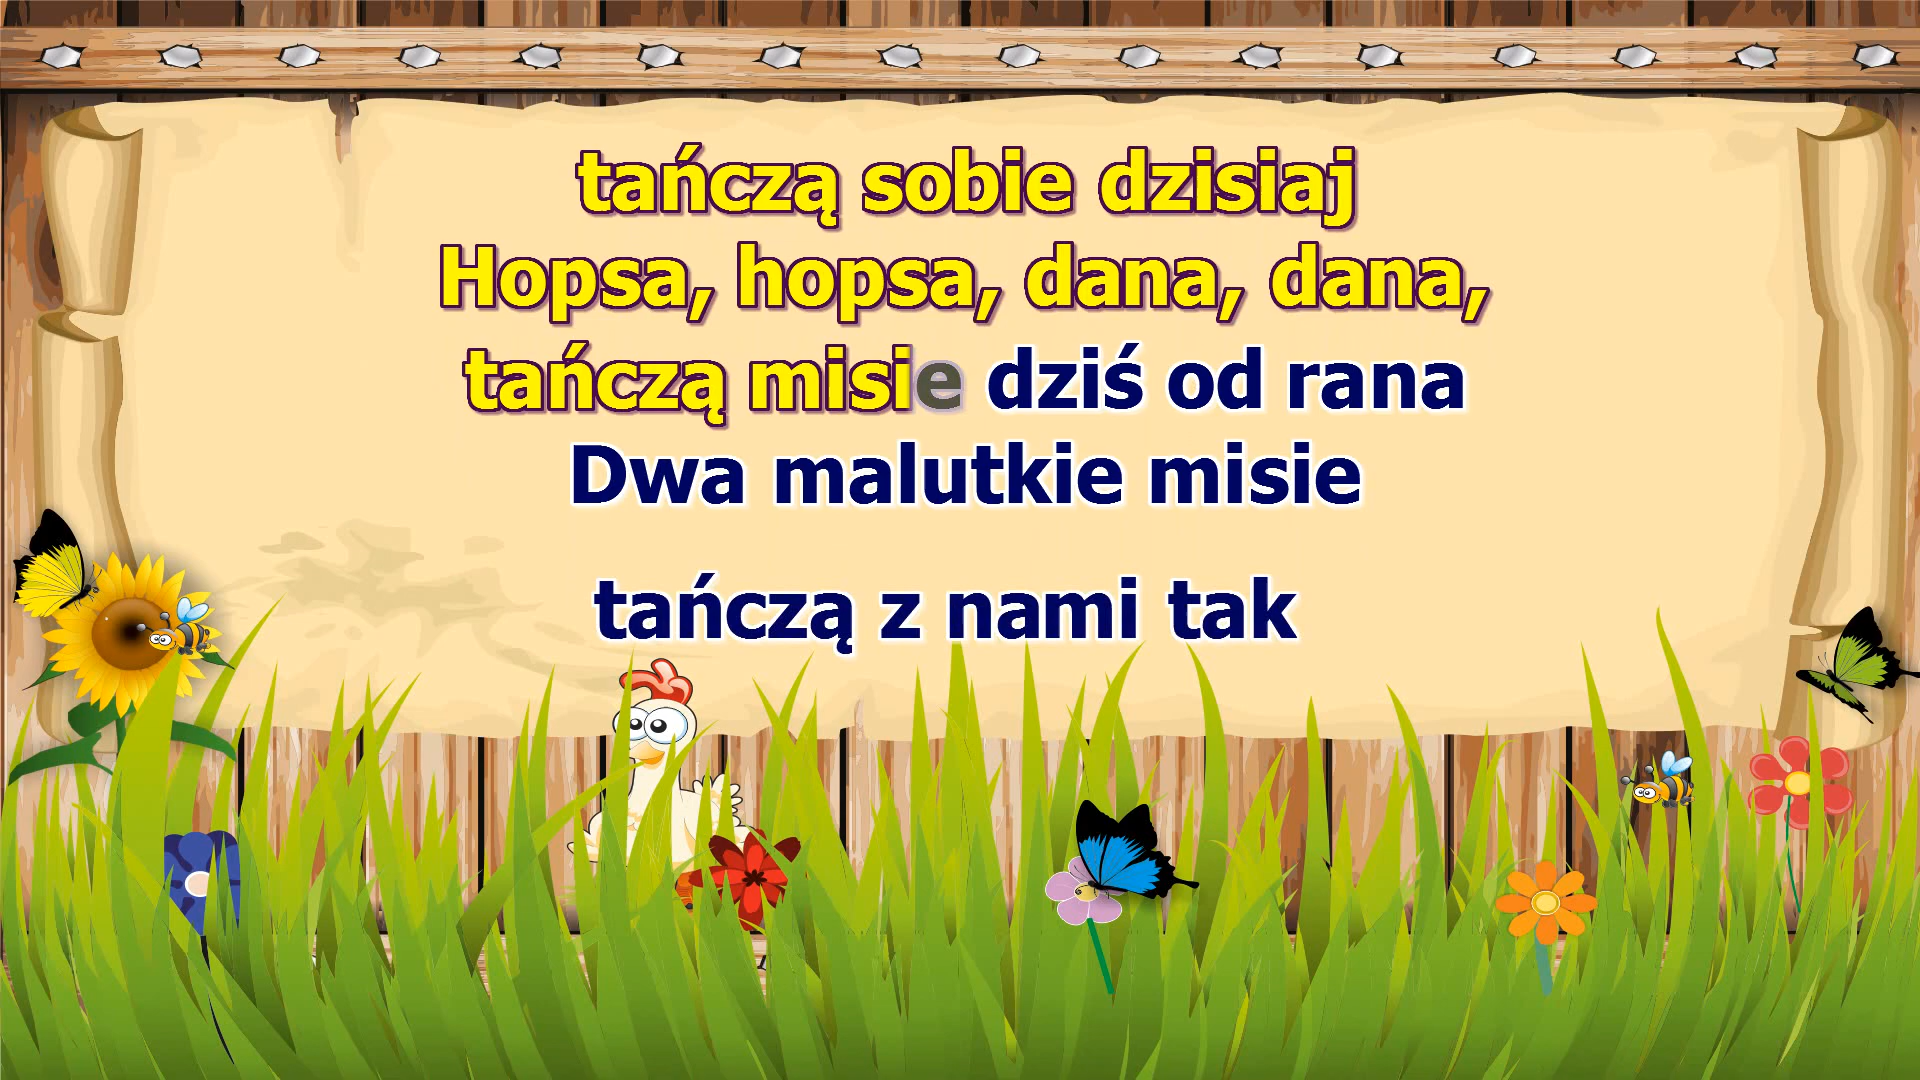 tańczą sobie dzisiaj
Hopsa, hopsa, dana, dana,
tańczą misie dziś od rana
Dwa malutkie misie
tańczą z nami tak